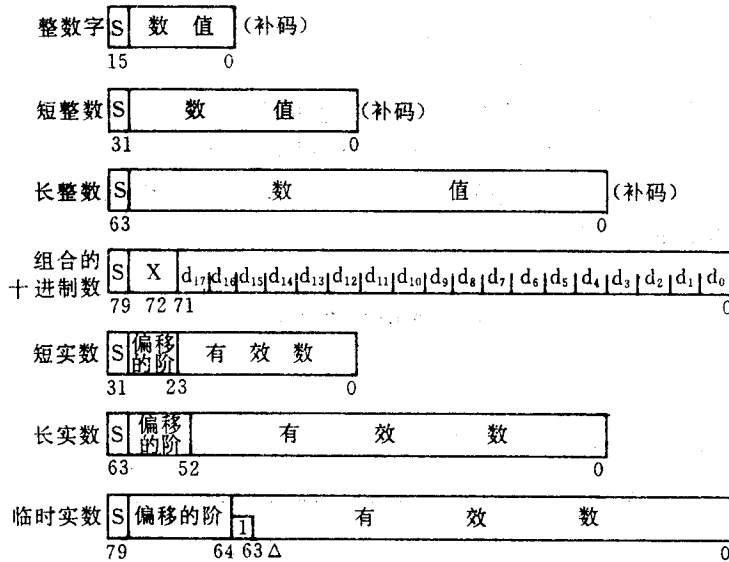 整数字 S 数 值 (补码)
15 0
短整数 S 数 值 (补码)
31 0
长整数 S 数 值 (补码)
63 0
组合的
十进制数 S X d₁₇ d₁₆ d₁₅ d₁₄ d₁₃ d₁₂ d₁₁ d₁₀ d₉ d₈ d₇ d₆ d₅ d₄ d₃ d₂ d₁ d₀
79 72 71 0
短实数 S 偏移的阶 有 效 数
31 23 0
长实数 S 偏移的阶 有 效 数
63 52 0
临时实数 S 偏移的阶 1 有 效 数
79 64 63 Δ 0